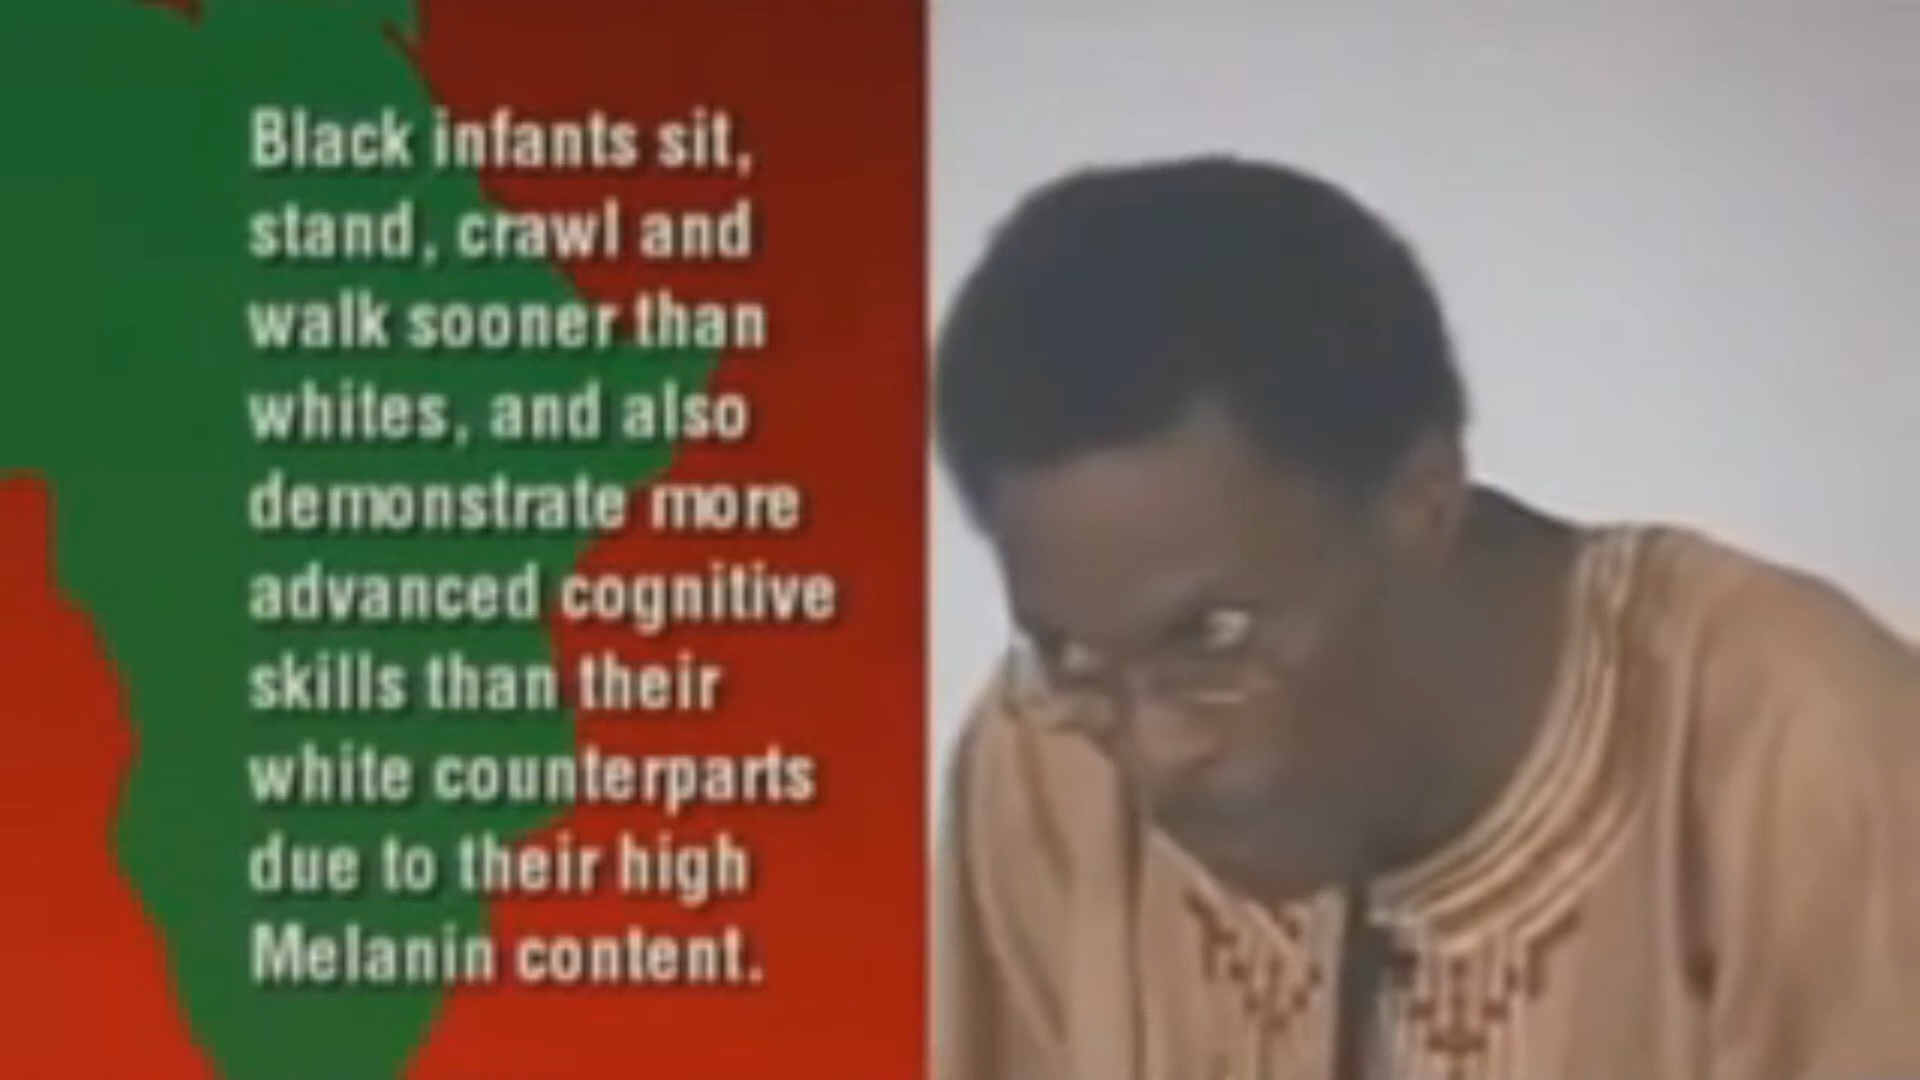 Black infants sit,
stand, crawl and
walk sooner than
whites, and also
demonstrate more
advanced cognitive
skills than their
white counterparts
due to their high
Melanin content.